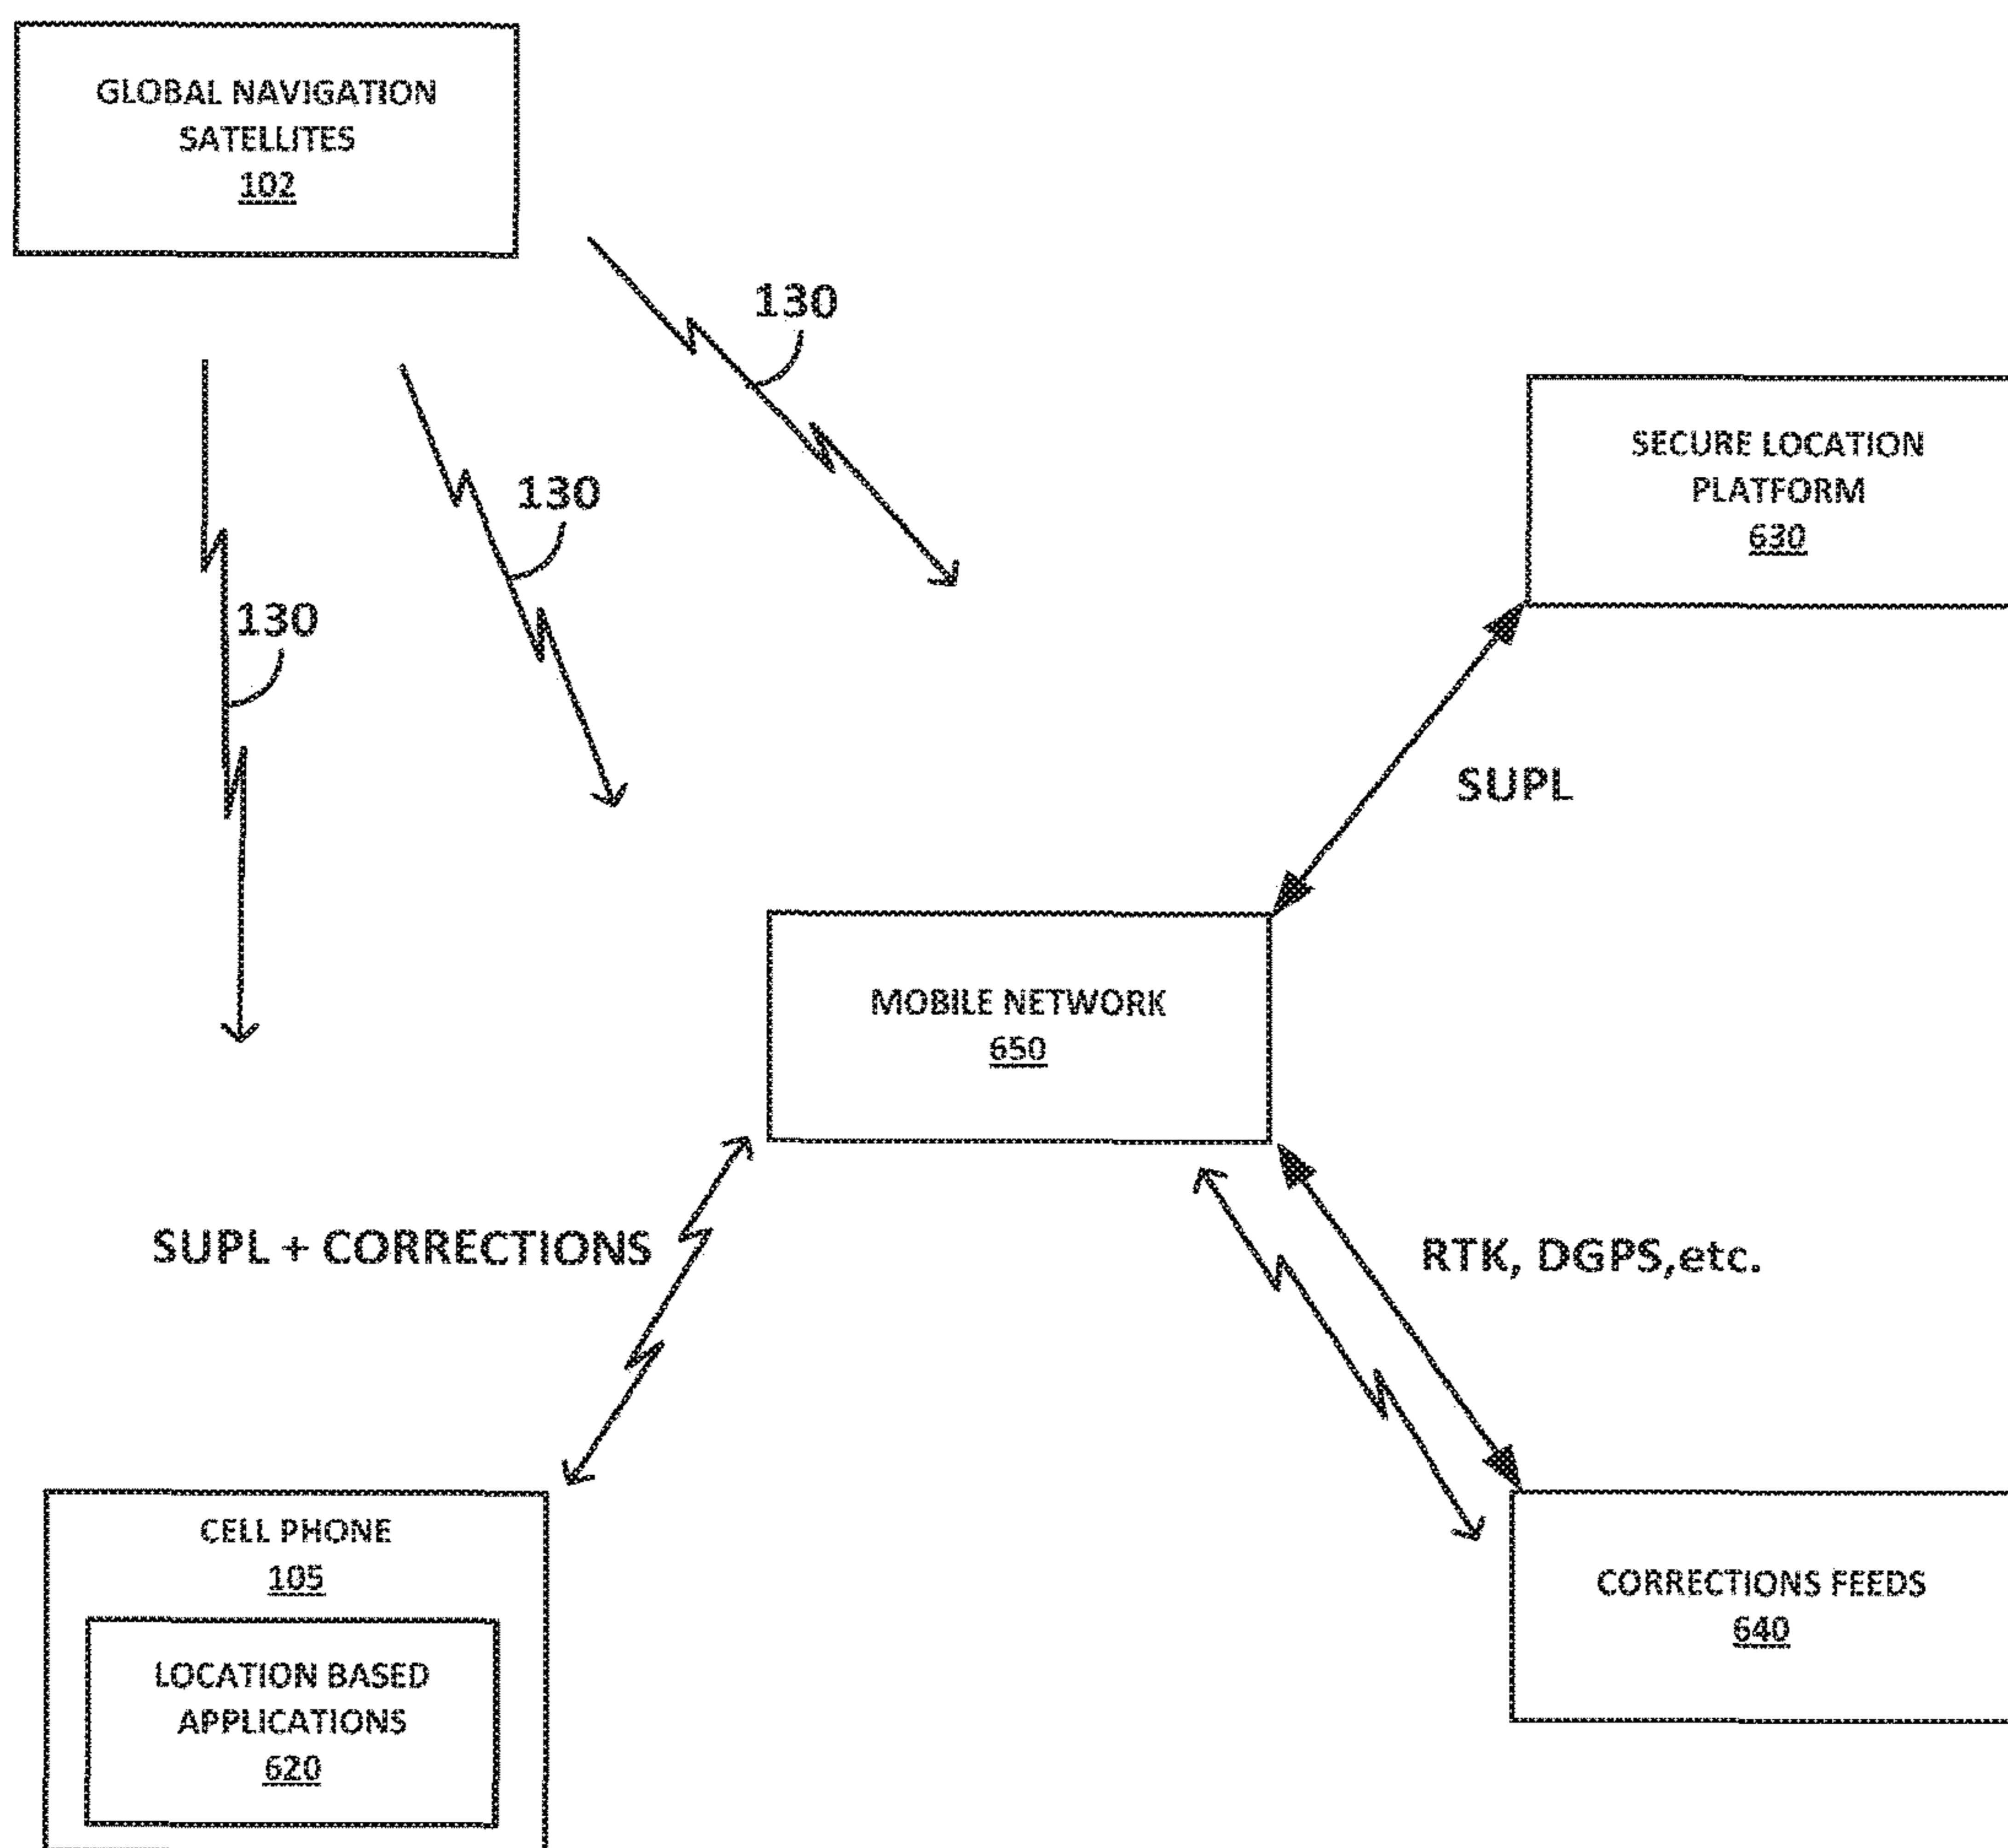 GLOBAL NAVIGATION
SATELLITES
102
130
130
130
SECURE LOCATION
PLATFORM
630
SUPL
MOBILE NETWORK
650
SUPL + CORRECTIONS
RTK, DGPS,etc.
CELL PHONE
105
LOCATION BASED
APPLICATIONS
620
CORRECTIONS FEEDS
640